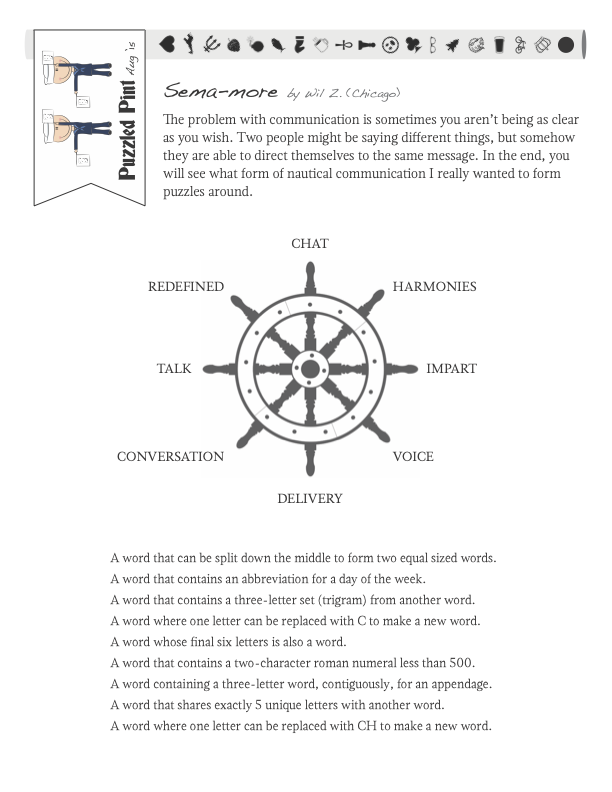 Puzzled Pint Aug '15
Sema-more by Wil Z. (Chicago)
The problem with communication is sometimes you aren't being as clear
as you wish. Two people might be saying different things, but somehow
they are able to direct themselves to the same message. In the end, you
will see what form of nautical communication I really wanted to form
puzzles around.
CHAT
REDEFINED
HARMONIES
TALK
IMPART
CONVERSATION
VOICE
DELIVERY
A word that can be split down the middle to form two equal sized words.
A word that contains an abbreviation for a day of the week.
A word that contains a three-letter set (trigram) from another word.
A word where one letter can be replaced with C to make a new word.
A word whose final six letters is also a word.
A word that contains a two-character roman numeral less than 500.
A word containing a three-letter word, contiguously, for an appendage.
A word that shares exactly 5 unique letters with another word.
A word where one letter can be replaced with CH to make a new word.